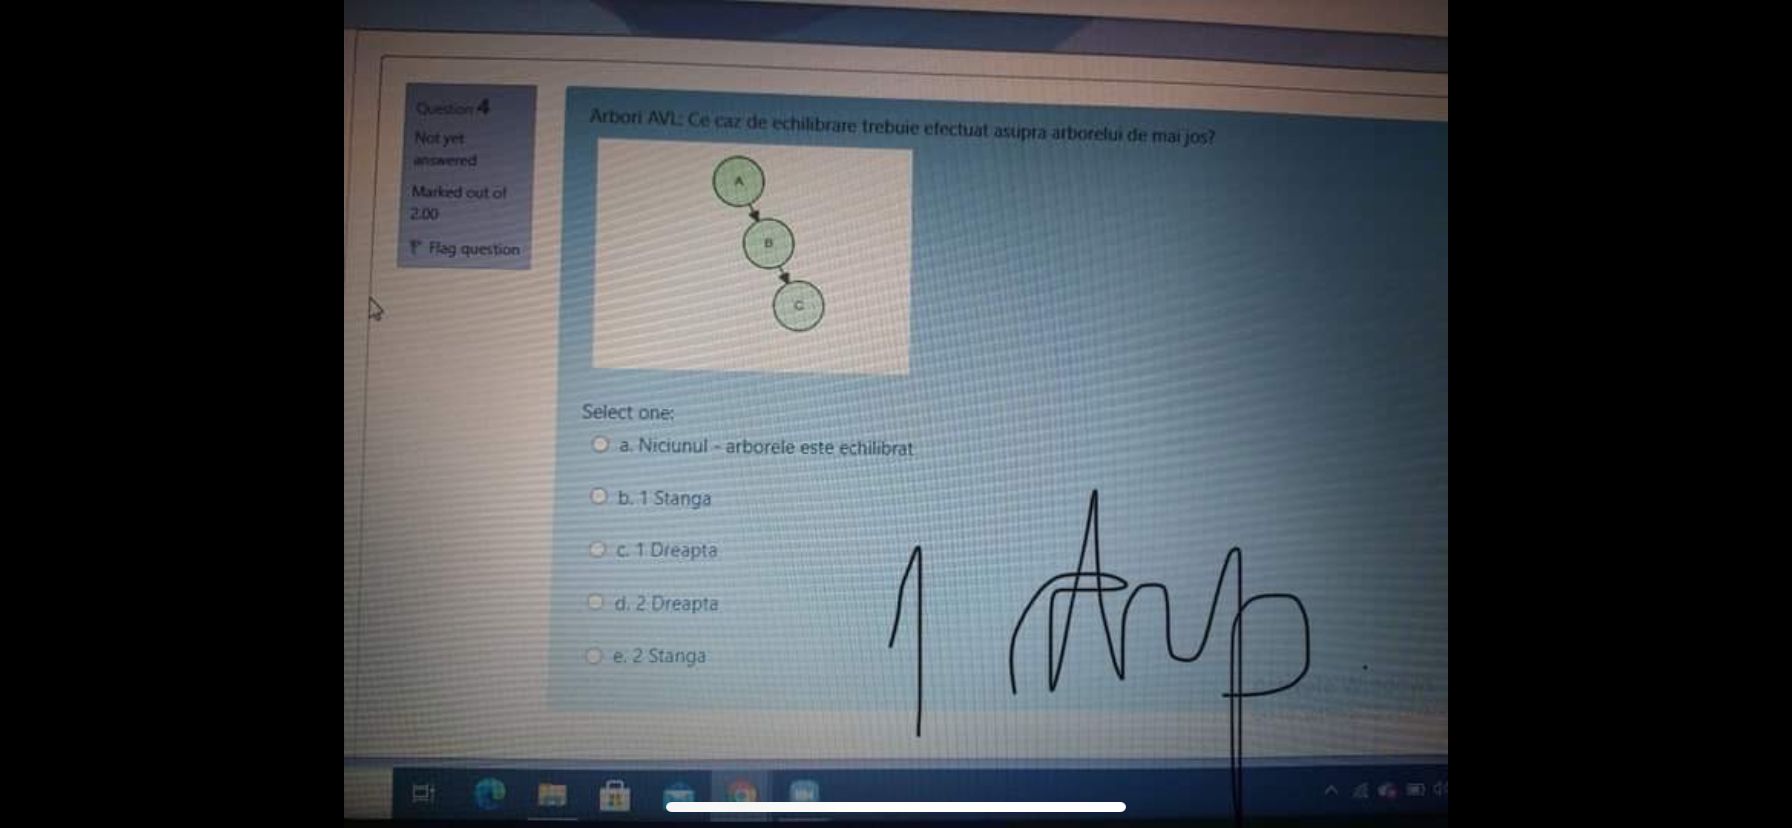 Question 4
Not yet
answered
Marked out of
2.00
Flag question
Arbori AVL: Ce caz de echilibrare trebuie efectuat asupra arborelui de mai jos?
A
B
C
Select one:
a. Niciunul - arborele este echilibrat
b. 1 Stanga
c. 1 Dreapta
d. 2 Dreapta
e. 2 Stanga
1